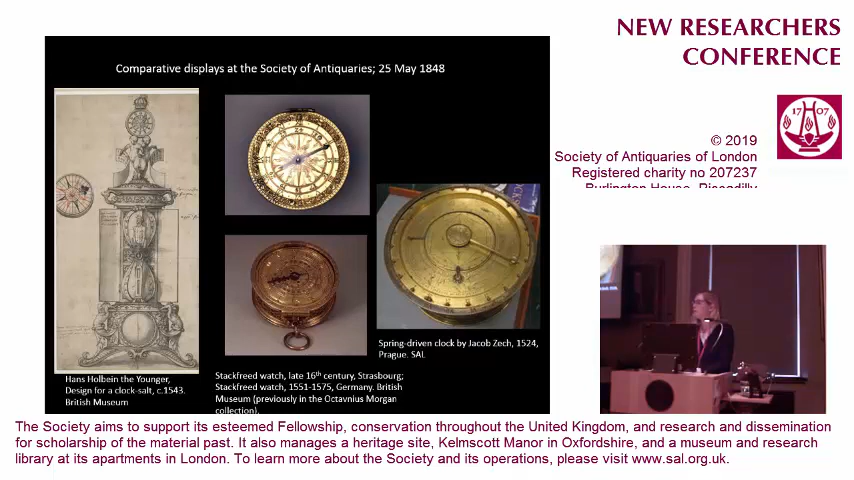 NEW RESEARCHERS
CONFERENCE
Comparative displays at the Society of Antiquaries; 25 May 1848
17 07
© 2019
Society of Antiquaries of London
Registered charity no 207237
Burlington House, Piccadilly
Spring-driven clock by Jacob Zech, 1524,
Prague. SAL
Hans Holbein the Younger,
Design for a clock-salt, c.1543.
British Museum
Stackfreed watch, late 16th century, Strasbourg;
Stackfreed watch, 1551-1575, Germany. British
Museum (previously in the Octavnius Morgan
collection).
The Society aims to support its esteemed Fellowship, conservation throughout the United Kingdom, and research and dissemination
for scholarship of the material past. It also manages a heritage site, Kelmscott Manor in Oxfordshire, and a museum and research
library at its apartments in London. To learn more about the Society and its operations, please visit www.sal.org.uk.